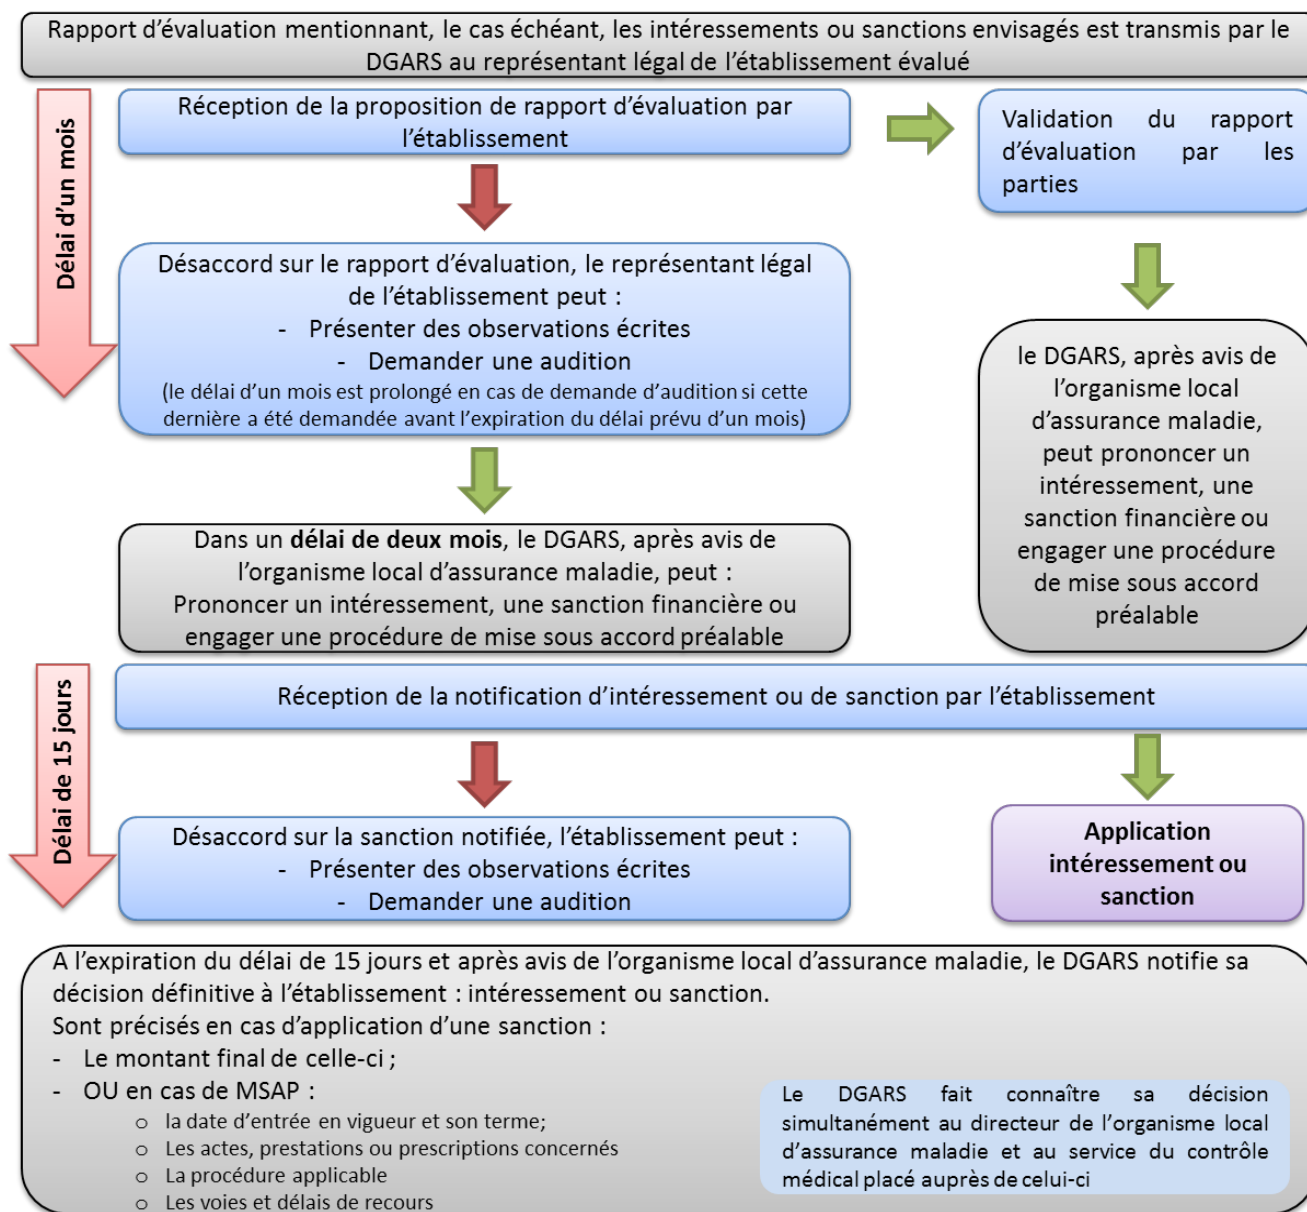 Rapport d’évaluation mentionnant, le cas échéant, les intéressements ou sanctions envisagés est transmis par le
DGARS au représentant légal de l’établissement évalué
Délai d’un mois
Réception de la proposition de rapport d’évaluation par
l’établissement
Validation du rapport
d’évaluation par les
parties
Désaccord sur le rapport d’évaluation, le représentant légal
de l’établissement peut :
- Présenter des observations écrites
- Demander une audition
(le délai d’un mois est prolongé en cas de demande d’audition si cette
dernière a été demandée avant l’expiration du délai prévu d’un mois)
le DGARS, après avis de
l’organisme local
d’assurance maladie,
peut prononcer un
intéressement, une
sanction financière ou
engager une procédure
de mise sous accord
préalable
Dans un délai de deux mois, le DGARS, après avis de
l’organisme local d’assurance maladie, peut :
Prononcer un intéressement, une sanction financière ou
engager une procédure de mise sous accord préalable
Délai de 15 jours
Réception de la notification d’intéressement ou de sanction par l’établissement
Désaccord sur la sanction notifiée, l’établissement peut :
- Présenter des observations écrites
- Demander une audition
Application
intéressement ou
sanction
A l’expiration du délai de 15 jours et après avis de l’organisme local d’assurance maladie, le DGARS notifie sa
décision définitive à l’établissement : intéressement ou sanction.
Sont précisés en cas d’application d’une sanction :
- Le montant final de celle-ci ;
- OU en cas de MSAP :
o la date d’entrée en vigueur et son terme;
o Les actes, prestations ou prescriptions concernés
o La procédure applicable
o Les voies et délais de recours
Le DGARS fait connaître sa décision
simultanément au directeur de l’organisme local
d’assurance maladie et au service du contrôle
médical placé auprès de celui-ci